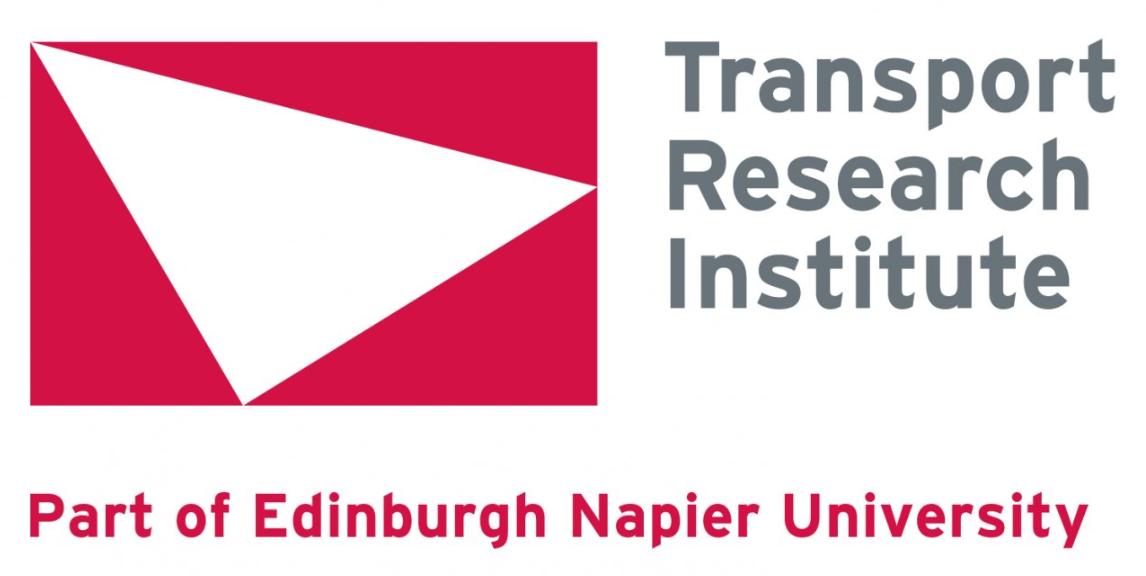 Transport
Research
Institute
Part of Edinburgh Napier University